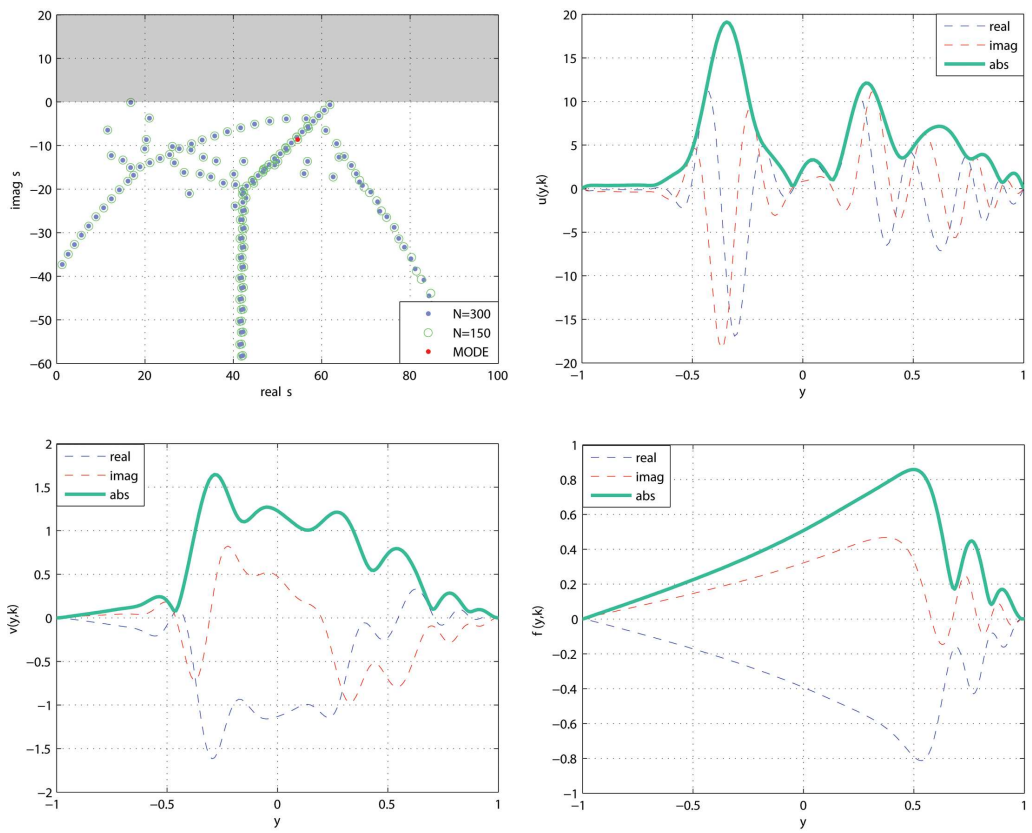 20
10
0
−10
−20
−30
−40
−50
−60
imag s
0
20
40
60
80
100
real s
N=300
N=150
MODE
20
15
10
5
0
−5
−10
−15
−20
u(y,k)
−1
−0.5
0
0.5
1
y
real
imag
abs
2
1.5
1
0.5
0
−0.5
−1
−1.5
−2
v(y,k)
−1
−0.5
0
0.5
1
y
real
imag
abs
1
0.8
0.6
0.4
0.2
0
−0.2
−0.4
−0.6
−0.8
−1
f (y,k)
−1
−0.5
0
0.5
1
y
real
imag
abs